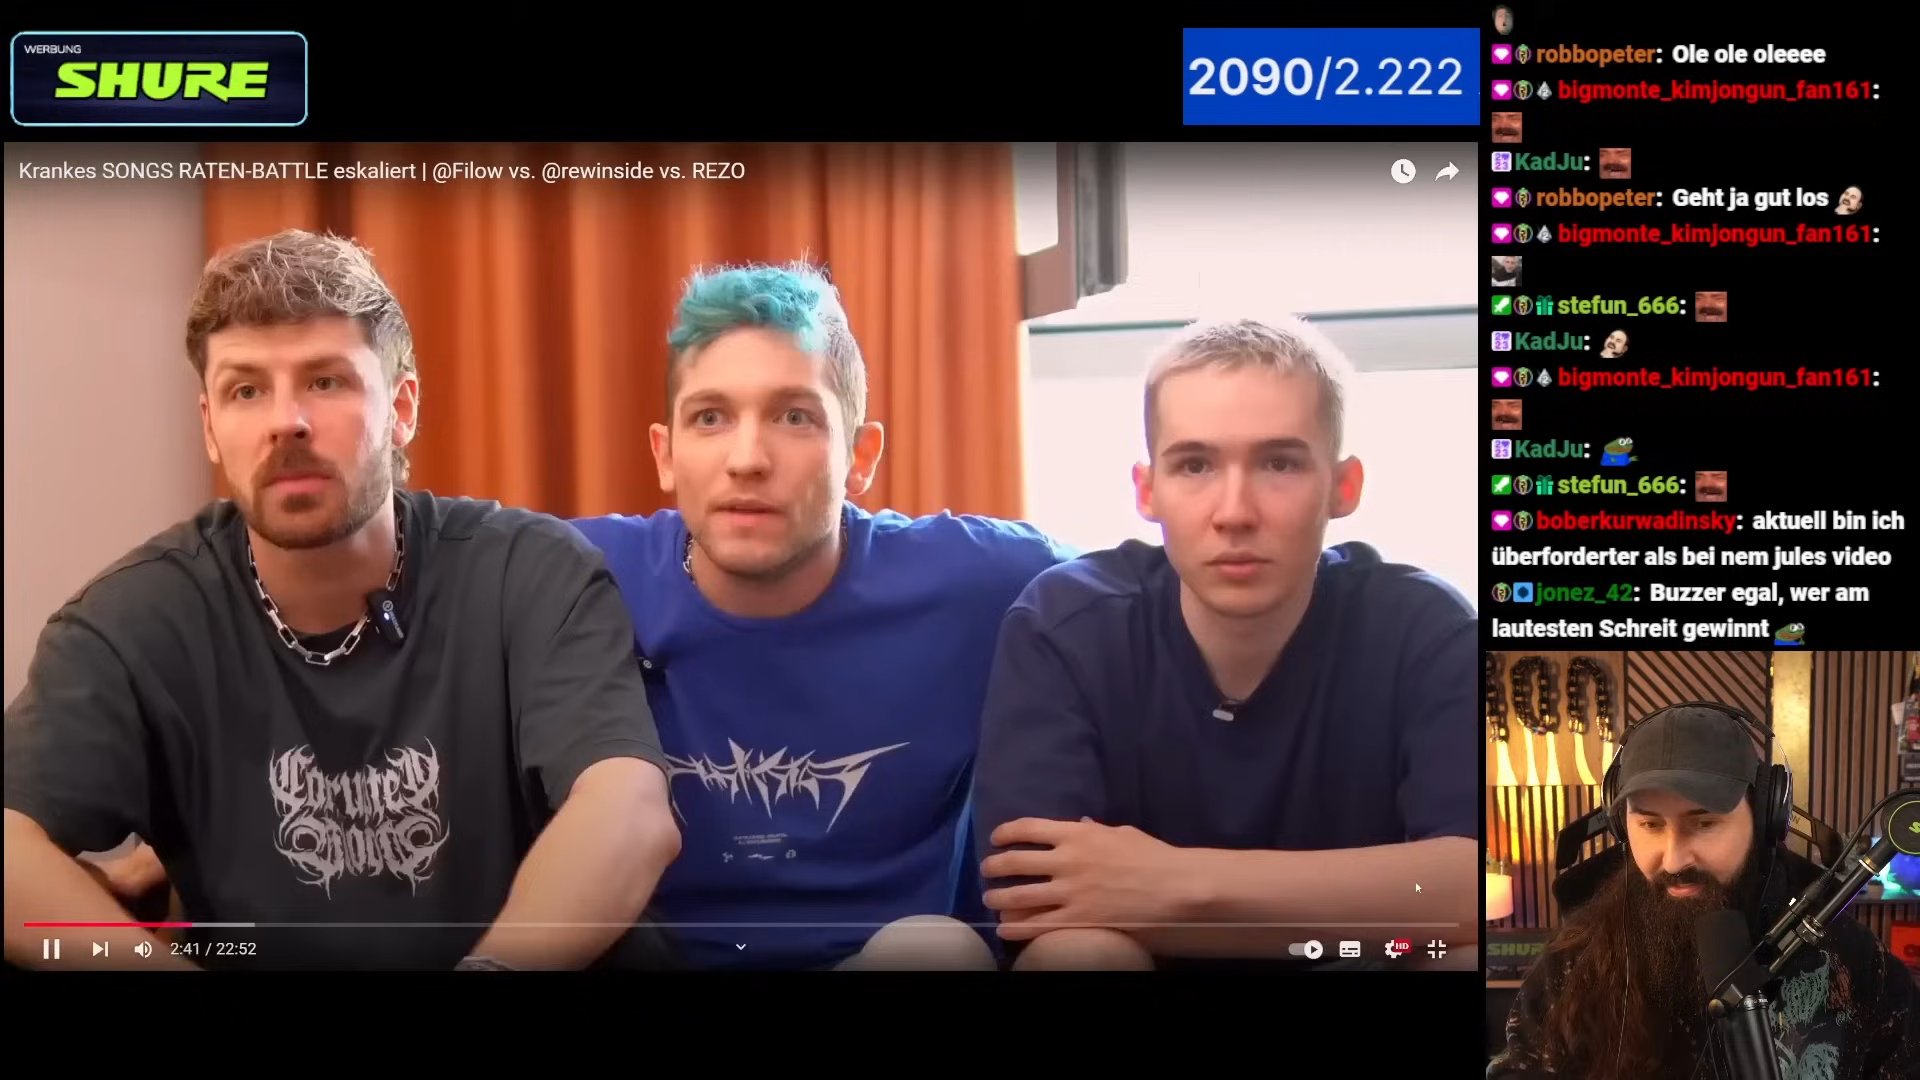 WERBUNG
SHURE
2090/2.222
Krankes SONGS RATEN-BATTLE eskaliert | @Filow vs. @rewinside vs. REZO
2:41 / 22:52
HD
robbopeter: Ole ole oleeee
bigmonte_kimjongun_fan161:
KadJu:
robbopeter: Geht ja gut los
bigmonte_kimjongun_fan161:
stefun_666:
KadJu:
bigmonte_kimjongun_fan161:
KadJu:
stefun_666:
boberkurwadinsky: aktuell bin ich
überforderter als bei nem jules video
jonez_42: Buzzer egal, wer am
lautesten Schreit gewinnt
SHURE